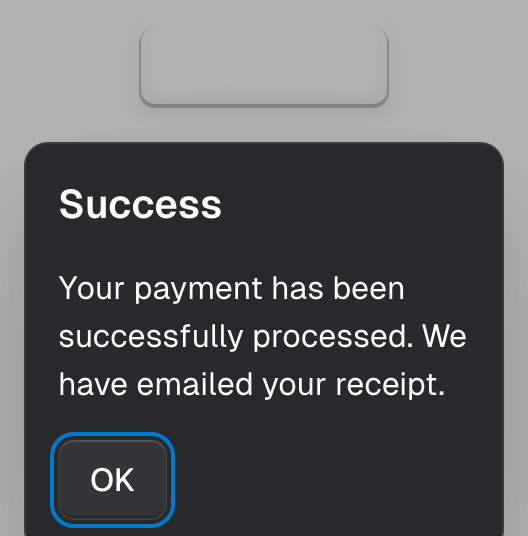 Success
Your payment has been
successfully processed. We
have emailed your receipt.
OK